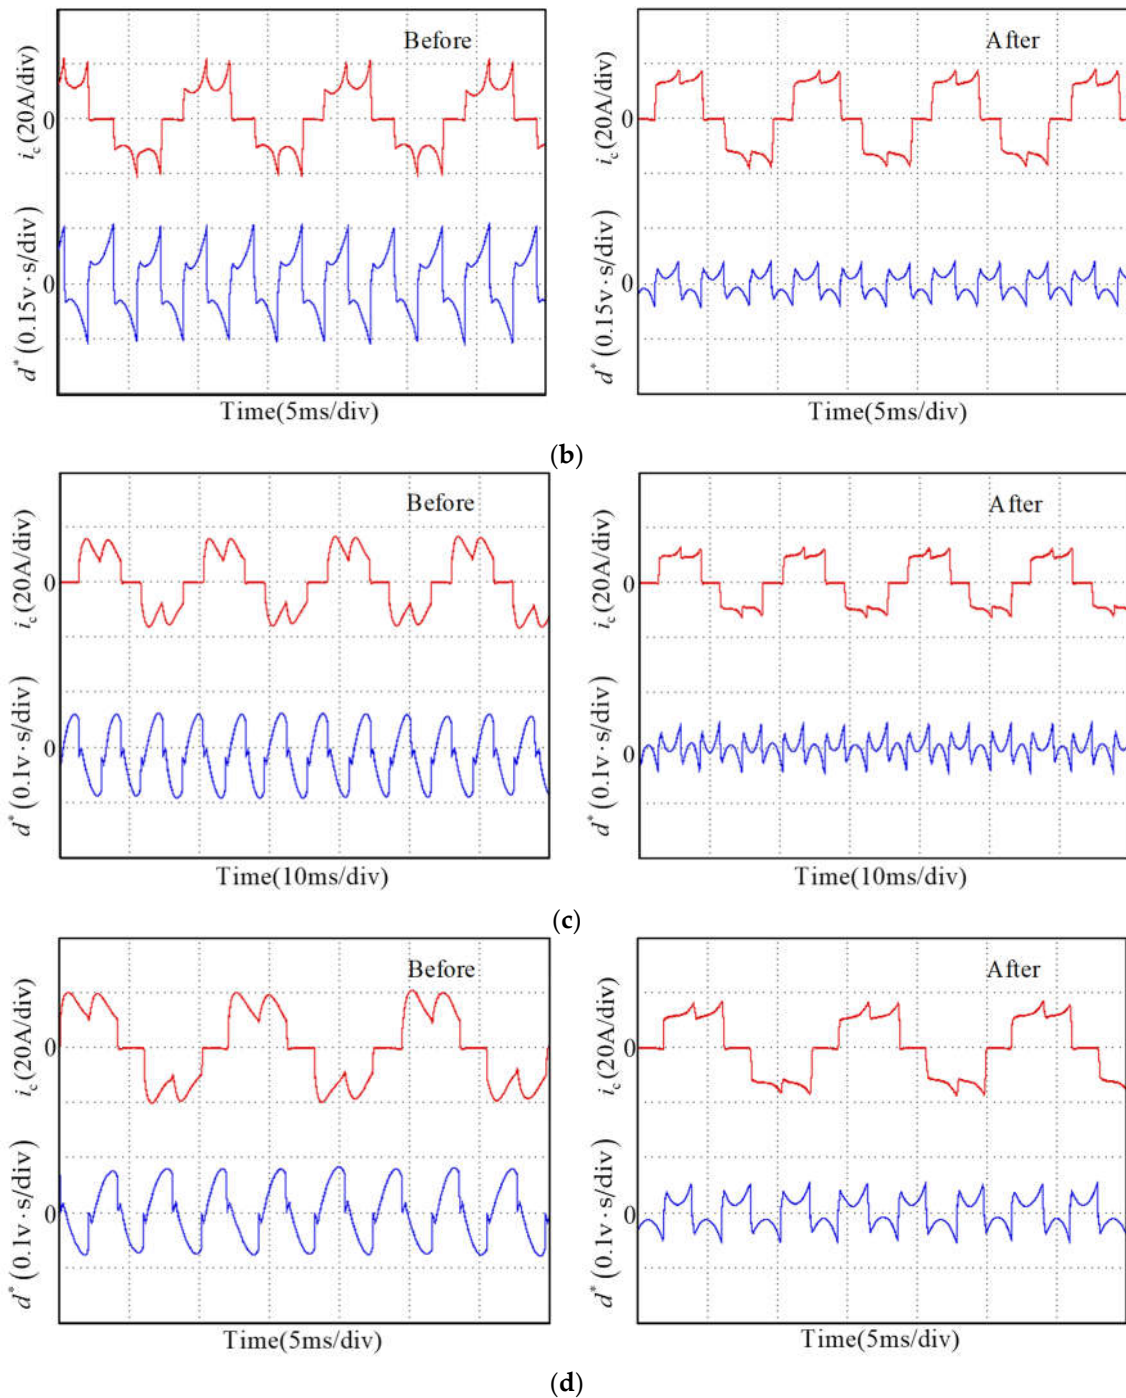 Before
i_c (20A/div)
0
d* (0.15v·s/div)
0
Time(5ms/div)
After
i_c (20A/div)
0
d* (0.15v·s/div)
0
Time(5ms/div)
(b)
Before
i_c (20A/div)
0
d* (0.1v·s/div)
0
Time(10ms/div)
After
i_c (20A/div)
0
d* (0.1v·s/div)
0
Time(10ms/div)
(c)
Before
i_c (20A/div)
0
d* (0.1v·s/div)
0
Time(5ms/div)
After
i_c (20A/div)
0
d* (0.1v·s/div)
0
Time(5ms/div)
(d)